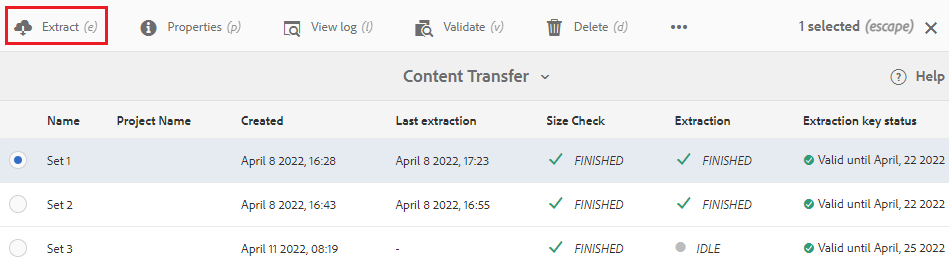 Extract (e) Properties (p) View log (l) Validate (v) Delete (d) ••• 1 selected (escape)
Content Transfer
Help
Name Project Name Created Last extraction Size Check Extraction Extraction key status
Set 1 April 8 2022, 16:28 April 8 2022, 17:23 FINISHED FINISHED Valid until April, 22 2022
Set 2 April 8 2022, 16:43 April 8 2022, 16:55 FINISHED FINISHED Valid until April, 22 2022
Set 3 April 11 2022, 08:19 - FINISHED IDLE Valid until April, 25 2022